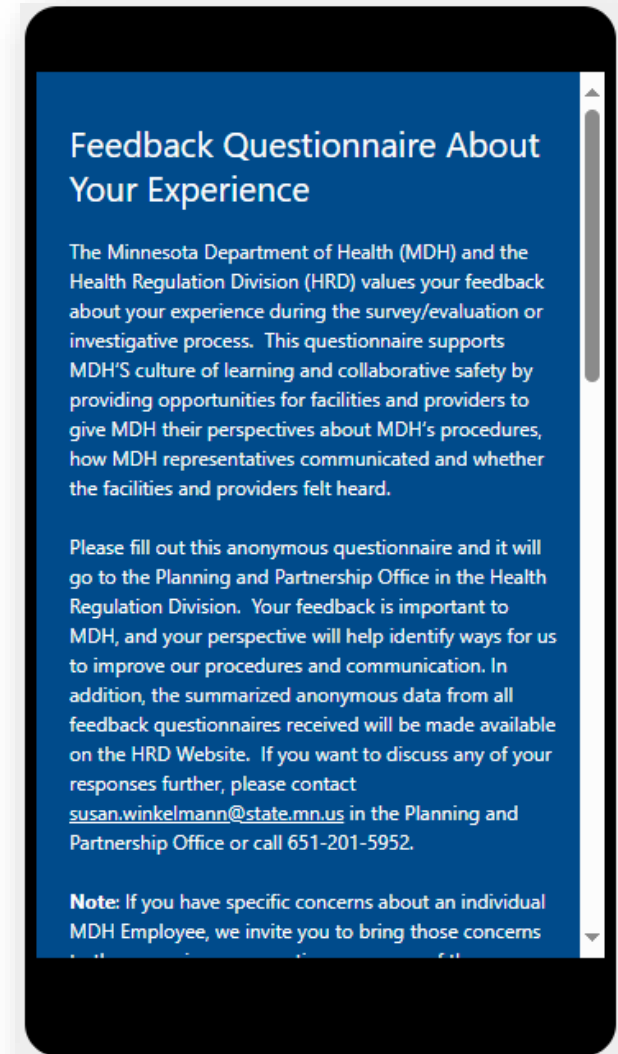 Feedback Questionnaire About
Your Experience
The Minnesota Department of Health (MDH) and the
Health Regulation Division (HRD) values your feedback
about your experience during the survey/evaluation or
investigative process.  This questionnaire supports
MDH'S culture of learning and collaborative safety by
providing opportunities for facilities and providers to
give MDH their perspectives about MDH's procedures,
how MDH representatives communicated and whether
the facilities and providers felt heard.
Please fill out this anonymous questionnaire and it will
go to the Planning and Partnership Office in the Health
Regulation Division.  Your feedback is important to
MDH, and your perspective will help identify ways for us
to improve our procedures and communication. In
addition, the summarized anonymous data from all
feedback questionnaires received will be made available
on the HRD Website.  If you want to discuss any of your
responses further, please contact
susan.winkelmann@state.mn.us in the Planning and
Partnership Office or call 651-201-5952.
Note: If you have specific concerns about an individual
MDH Employee, we invite you to bring those concerns